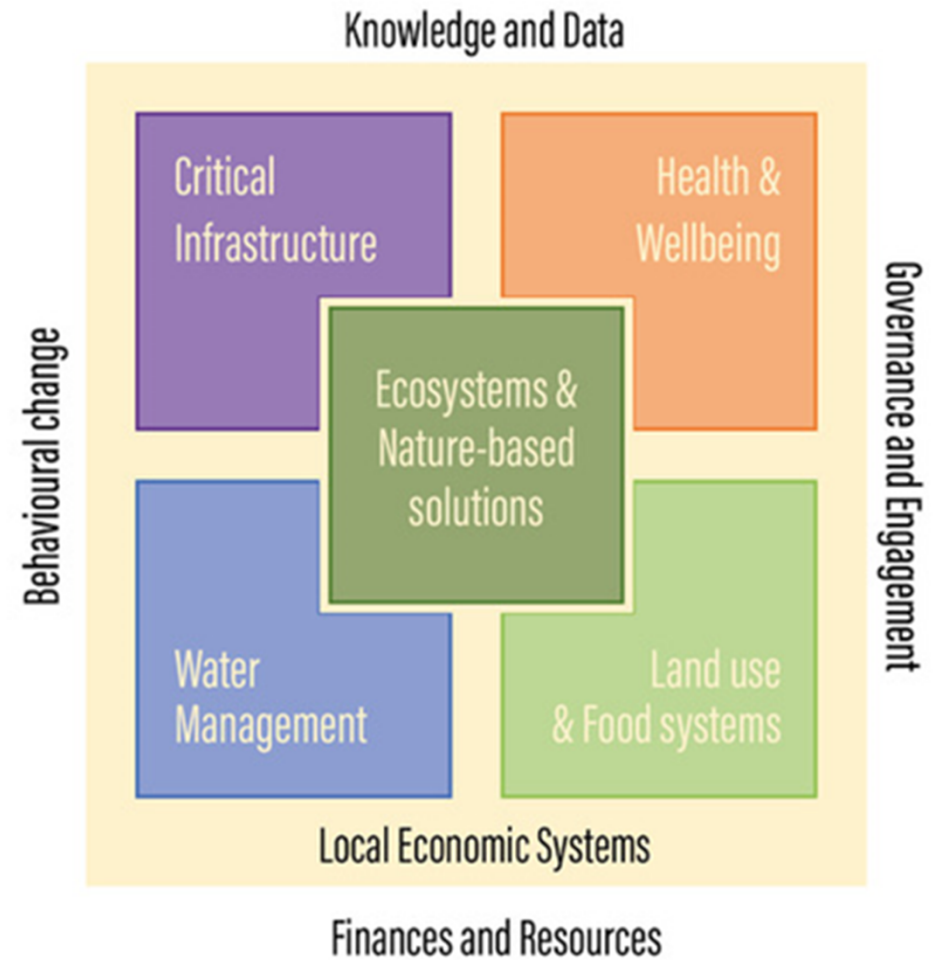 Knowledge and Data
Critical
Infrastructure
Health &
Wellbeing
Behavioural change
Ecosystems &
Nature-based
solutions
Governance and Engagement
Water
Management
Land use
& Food systems
Local Economic Systems
Finances and Resources